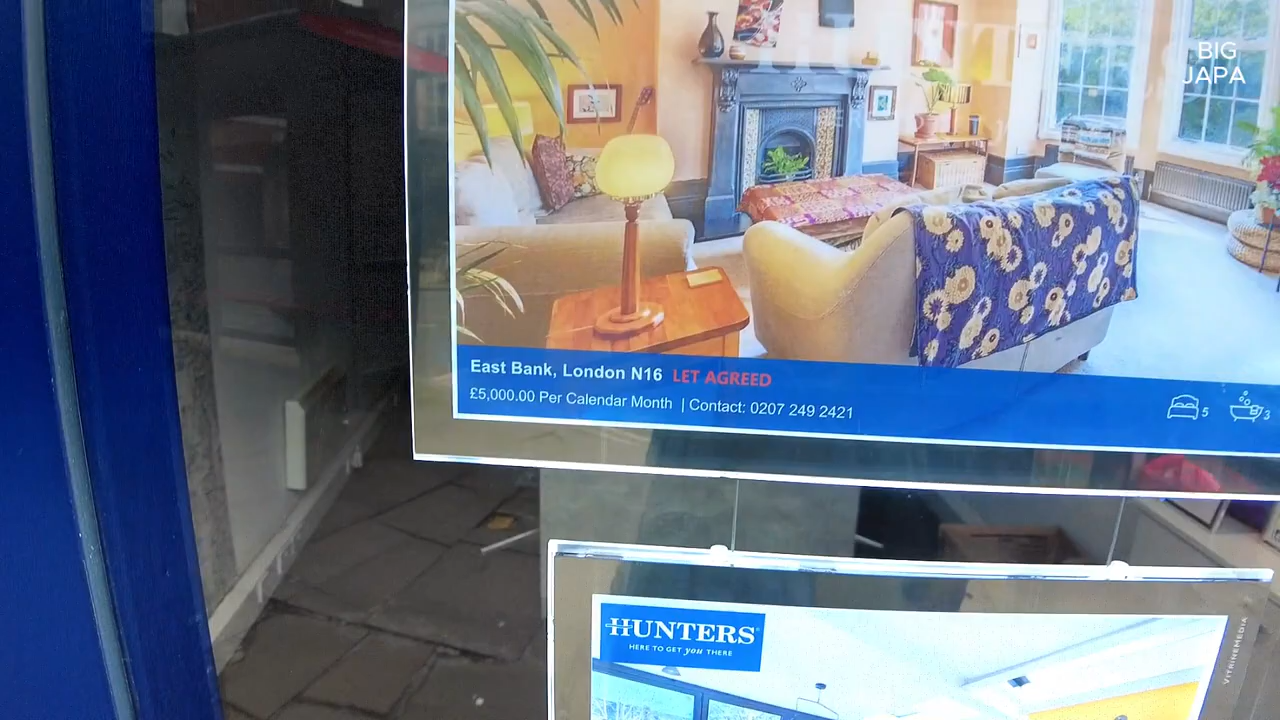 BIG
JAPA
East Bank, London N16 LET AGREED
£5,000.00 Per Calendar Month | Contact: 0207 249 2421
5
3
HUNTERS
HERE TO GET you THERE
VITRINEMEDIA